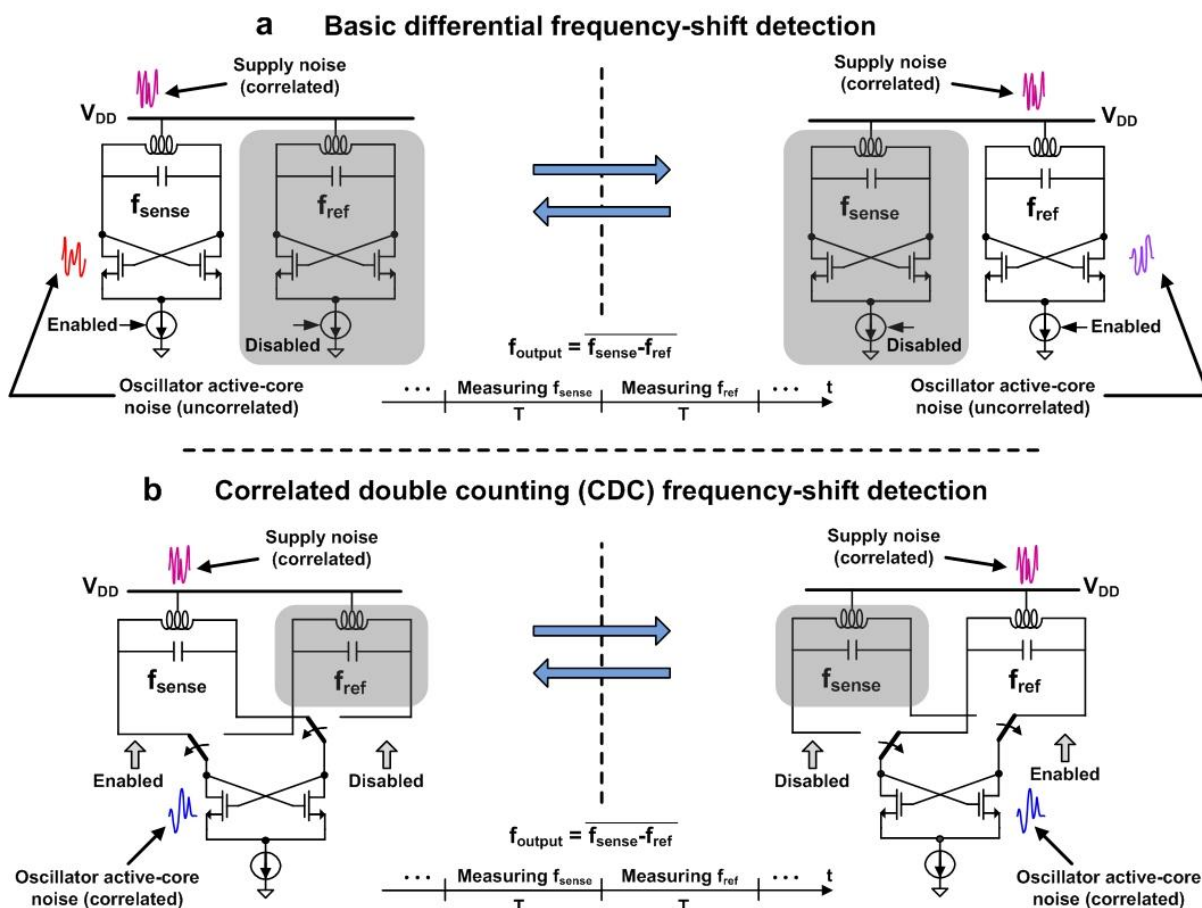 a Basic differential frequency-shift detection
Supply noise
(correlated)
Supply noise
(correlated)
VDD
VDD
fsense
fref
fsense
fref
Enabled
Disabled
Disabled
Enabled
foutput = fsense-fref
Oscillator active-core
noise (uncorrelated)
... Measuring fsense Measuring fref ... t
T T
Oscillator active-core
noise (uncorrelated)
b Correlated double counting (CDC) frequency-shift detection
Supply noise
(correlated)
Supply noise
(correlated)
VDD
VDD
fsense
fref
fsense
fref
Enabled
Disabled
Disabled
Enabled
foutput = fsense-fref
Oscillator active-core
noise (correlated)
... Measuring fsense Measuring fref ... t
T T
Oscillator active-core
noise (correlated)